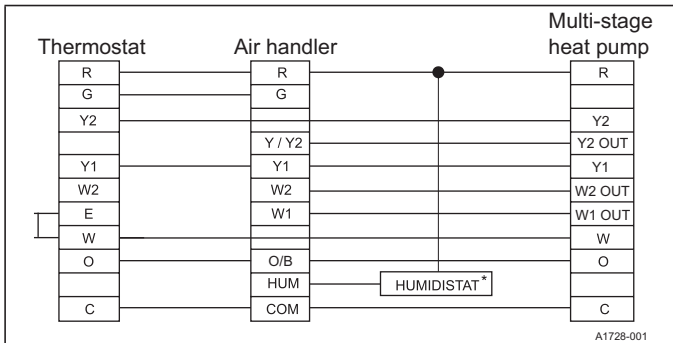 Multi-stage
Thermostat Air handler heat pump
R R R
G G
Y2 Y2
Y / Y2 Y2 OUT
Y1 Y1 Y1
W2 W2 W2 OUT
E W1 W1 OUT
W W
O O/B O
HUM HUMIDISTAT*
C COM C
A1728-001